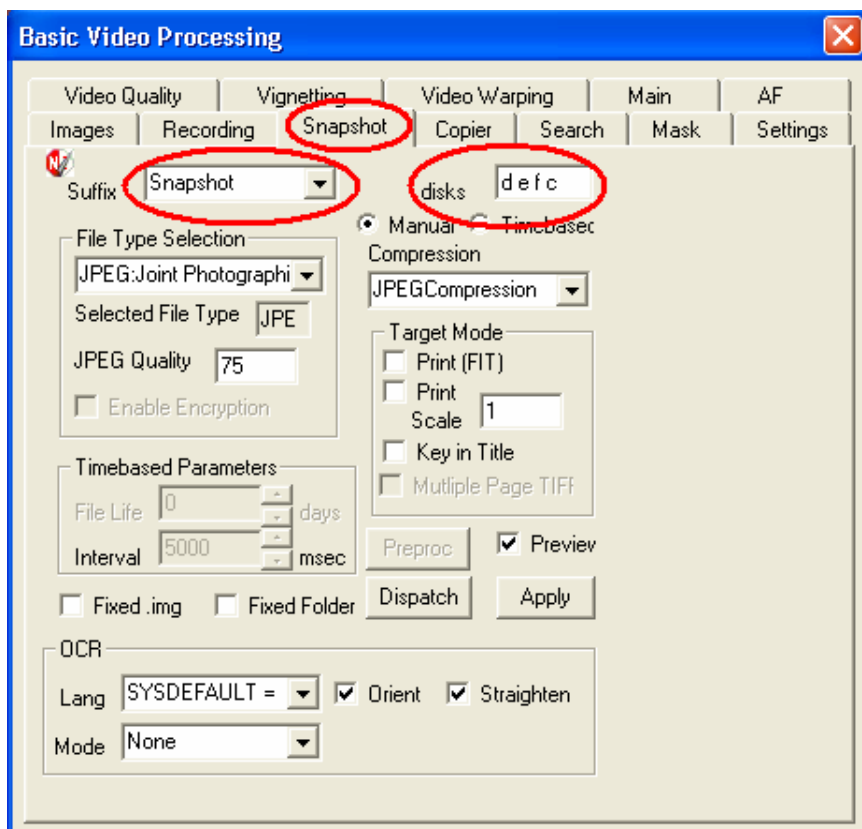 Basic Video Processing
Video Quality Vignetting Video Warping Main AF
Images Recording Snapshot Copier Search Mask Settings
Suffix Snapshot disks d e f c
Manual Timebased
File Type Selection
Compression
JPEG:Joint Photographi
JPEGCompression
Selected File Type JPE
Target Mode
Print (FIT)
JPEG Quality 75
Print
Scale 1
Enable Encryption
Key in Title
Timebased Parameters
Mutliple Page TIFF
File Life 0 days
Interval 5000 msec
Preproc Preview
Fixed .img Fixed Folder Dispatch Apply
OCR
Lang SYSDEFAULT = Orient Straighten
Mode None